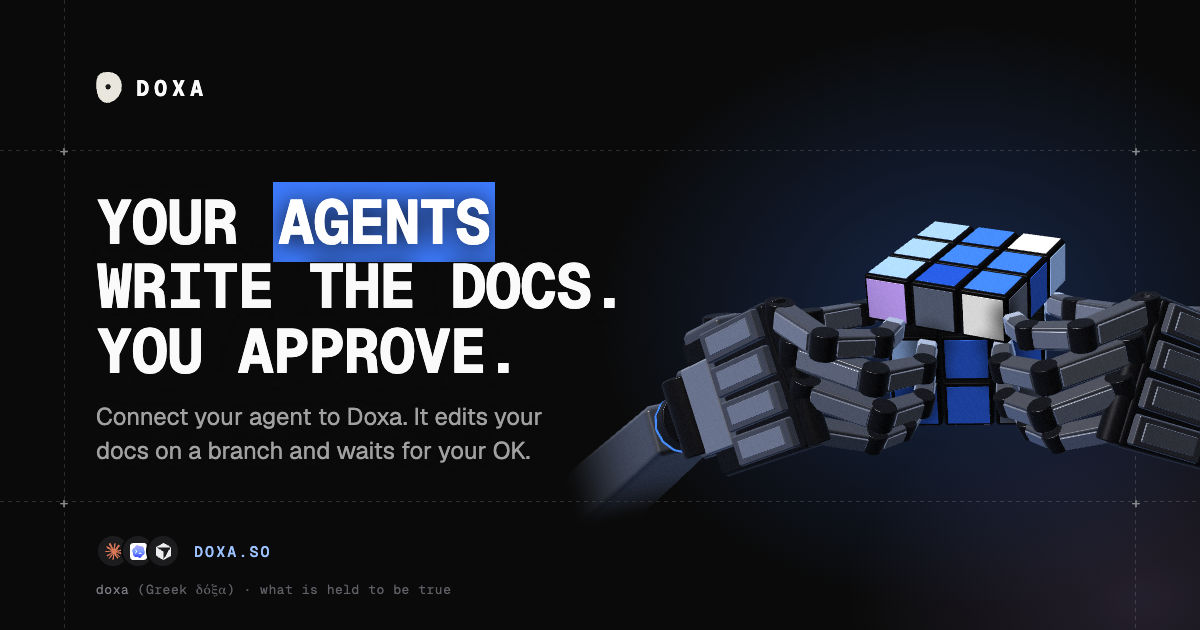 DOXA
YOUR AGENTS
WRITE THE DOCS.
YOU APPROVE.
Connect your agent to Doxa. It edits your
docs on a branch and waits for your OK.
DOXA.SO
doxa (Greek δόξα) · what is held to be true